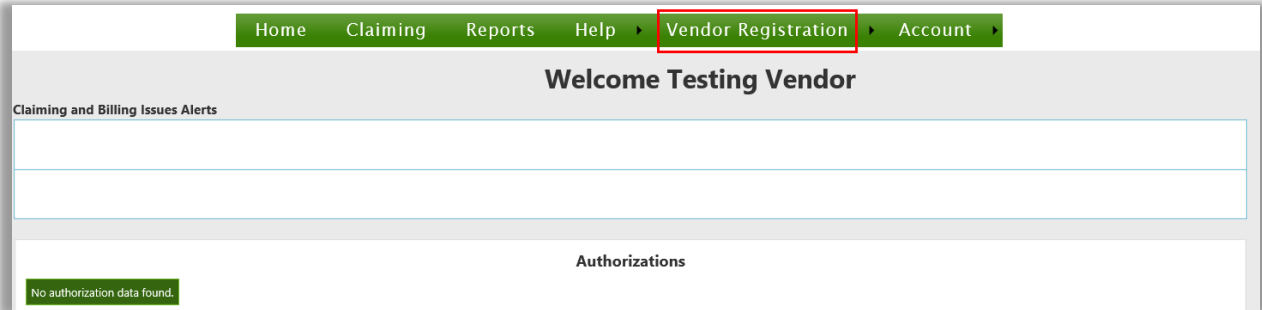 Home Claiming Reports Help Vendor Registration Account
Welcome Testing Vendor
Claiming and Billing Issues Alerts
Authorizations
No authorization data found.